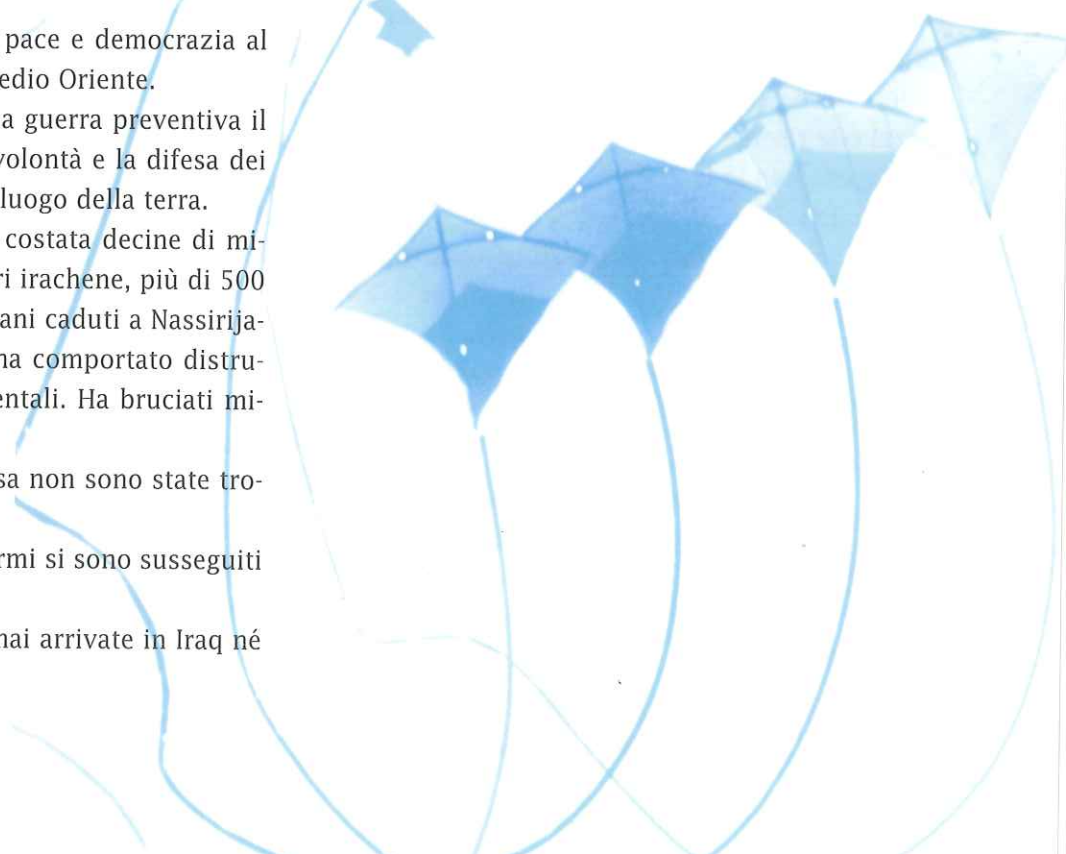 pace e democrazia al
edio Oriente.
a guerra preventiva il
volontà e la difesa dei
luogo della terra.
costata decine di mi-
ri irachene, più di 500
ani caduti a Nassirija-
na comportato distru-
entali. Ha bruciati mi-
sa non sono state tro-
rmi si sono susseguiti
nai arrivate in Iraq né